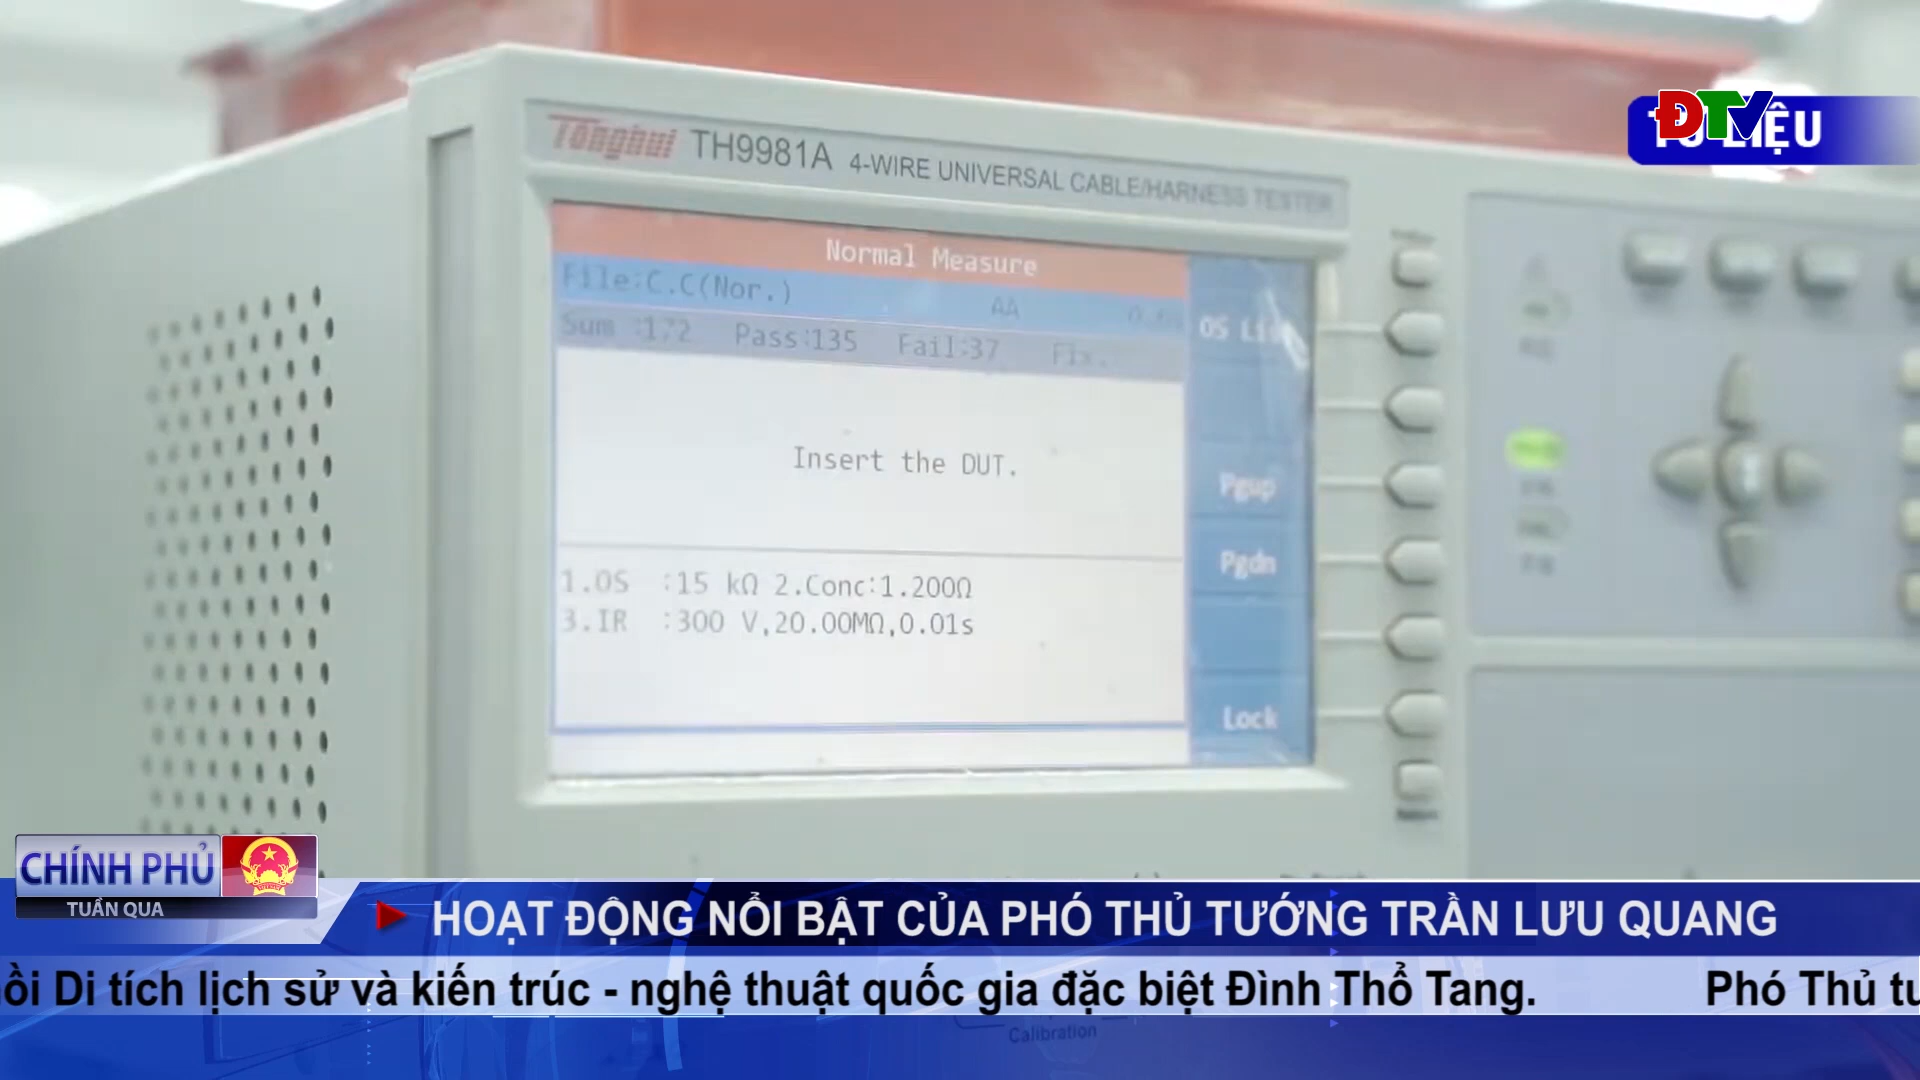 ĐTV
Tonghui TH9981A 4-WIRE UNIVERSAL CABLE/HARNESS TESTER
Normal Measure
File:C.C(Nor.) AA
Sum :172 Pass:135 Fail:37 Fix.
OS
Insert the DUT.
Pgup
Pgdn
1.OS :15 kΩ 2.Conc:1.200Ω
3.IR :300 V,20.00MΩ,0.01s
Lock
CHÍNH PHỦ
TUẦN QUA
HOẠT ĐỘNG NỔI BẬT CỦA PHÓ THỦ TƯỚNG TRẦN LƯU QUANG
Di tích lịch sử và kiến trúc - nghệ thuật quốc gia đặc biệt Đình Thổ Tang. Phó Thủ
Calibration